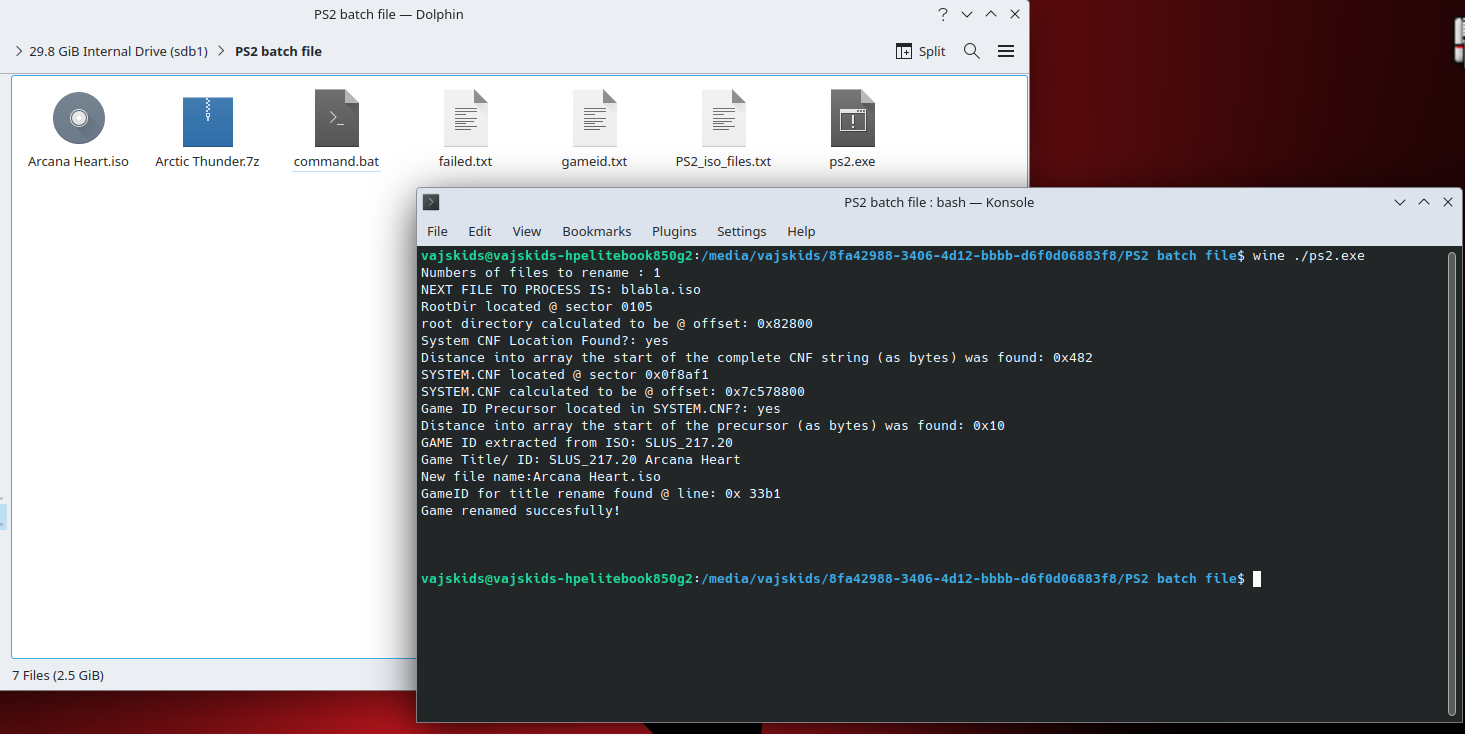 PS2 batch file — Dolphin
29.8 GiB Internal Drive (sdb1) PS2 batch file
Split
Arcana Heart.iso Arctic Thunder.7z command.bat failed.txt gameid.txt PS2_iso_files.txt ps2.exe
7 Files (2.5 GiB)
PS2 batch file : bash — Konsole
File Edit View Bookmarks Plugins Settings Help
vajskids@vajskids-hpelitebook850g2:/media/vajskids/8fa42988-3406-4d12-bbbb-d6f0d06883f8/PS2 batch file$ wine ./ps2.exe
Numbers of files to rename : 1
NEXT FILE TO PROCESS IS: blabla.iso
RootDir located @ sector 0105
root directory calculated to be @ offset: 0x82800
System CNF Location Found?: yes
Distance into array the start of the complete CNF string (as bytes) was found: 0x482
SYSTEM.CNF located @ sector 0x0f8af1
SYSTEM.CNF calculated to be @ offset: 0x7c578800
Game ID Precursor located in SYSTEM.CNF?: yes
Distance into array the start of the precursor (as bytes) was found: 0x10
GAME ID extracted from ISO: SLUS_217.20
Game Title/ ID: SLUS_217.20 Arcana Heart
New file name:Arcana Heart.iso
GameID for title rename found @ line: 0x 33b1
Game renamed succesfully!
vajskids@vajskids-hpelitebook850g2:/media/vajskids/8fa42988-3406-4d12-bbbb-d6f0d06883f8/PS2 batch file$